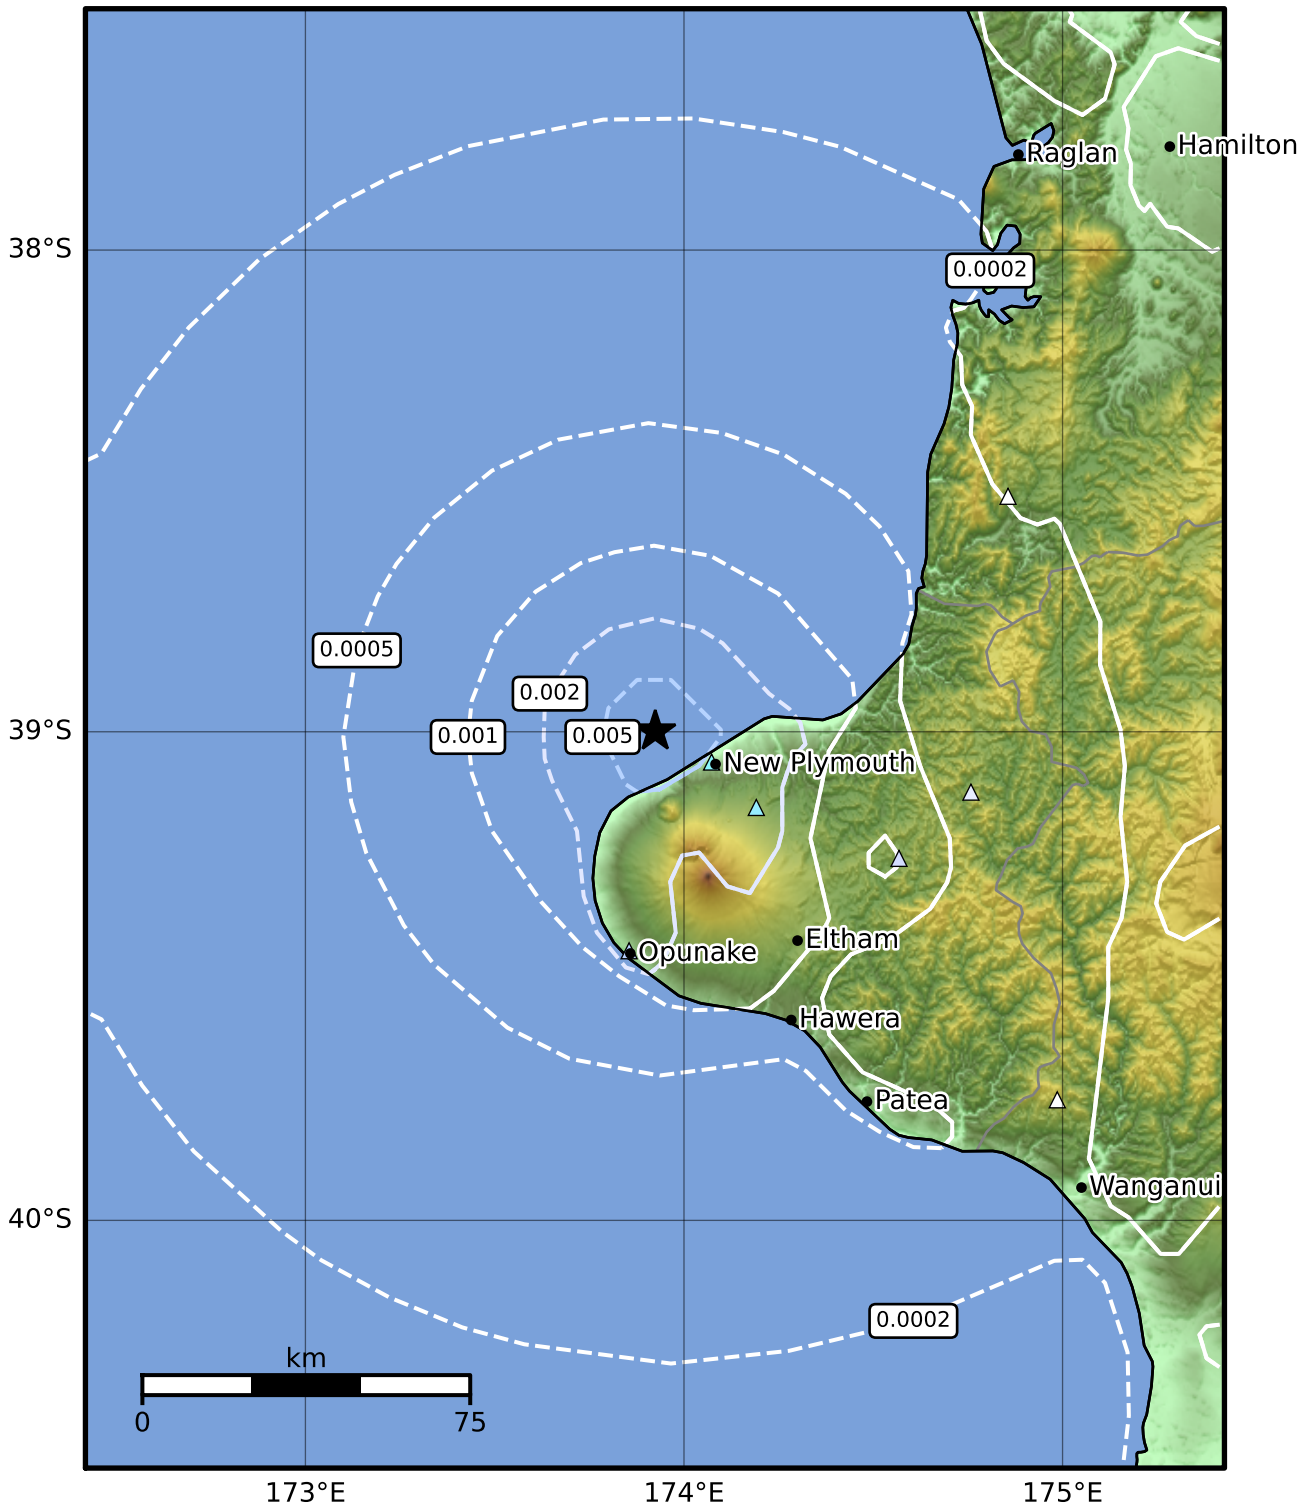 Hamilton
Raglan
38°S
0.0002
0.0005
0.002
0.001
0.005
39°S
New Plymouth
Eltham
Opunake
Hawera
Patea
Wanganui
40°S
0.0002
km
0
75
173°E
174°E
175°E